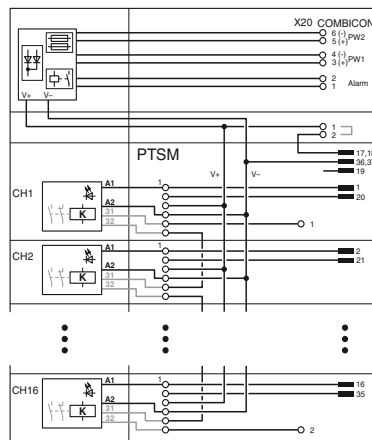 X20 COMBICON
6 (-)
5 (+)
PW2
4 (-)
3 (+)
PW1
2
1
Alarm
V+
V–
1
2
PTSM
V+
V–
17,18
19
CH1
A1
A2
31
32
K
1
1
20
1
CH2
A1
A2
31
32
K
1
2
21
CH16
A1
A2
31
32
K
1
16
35
2